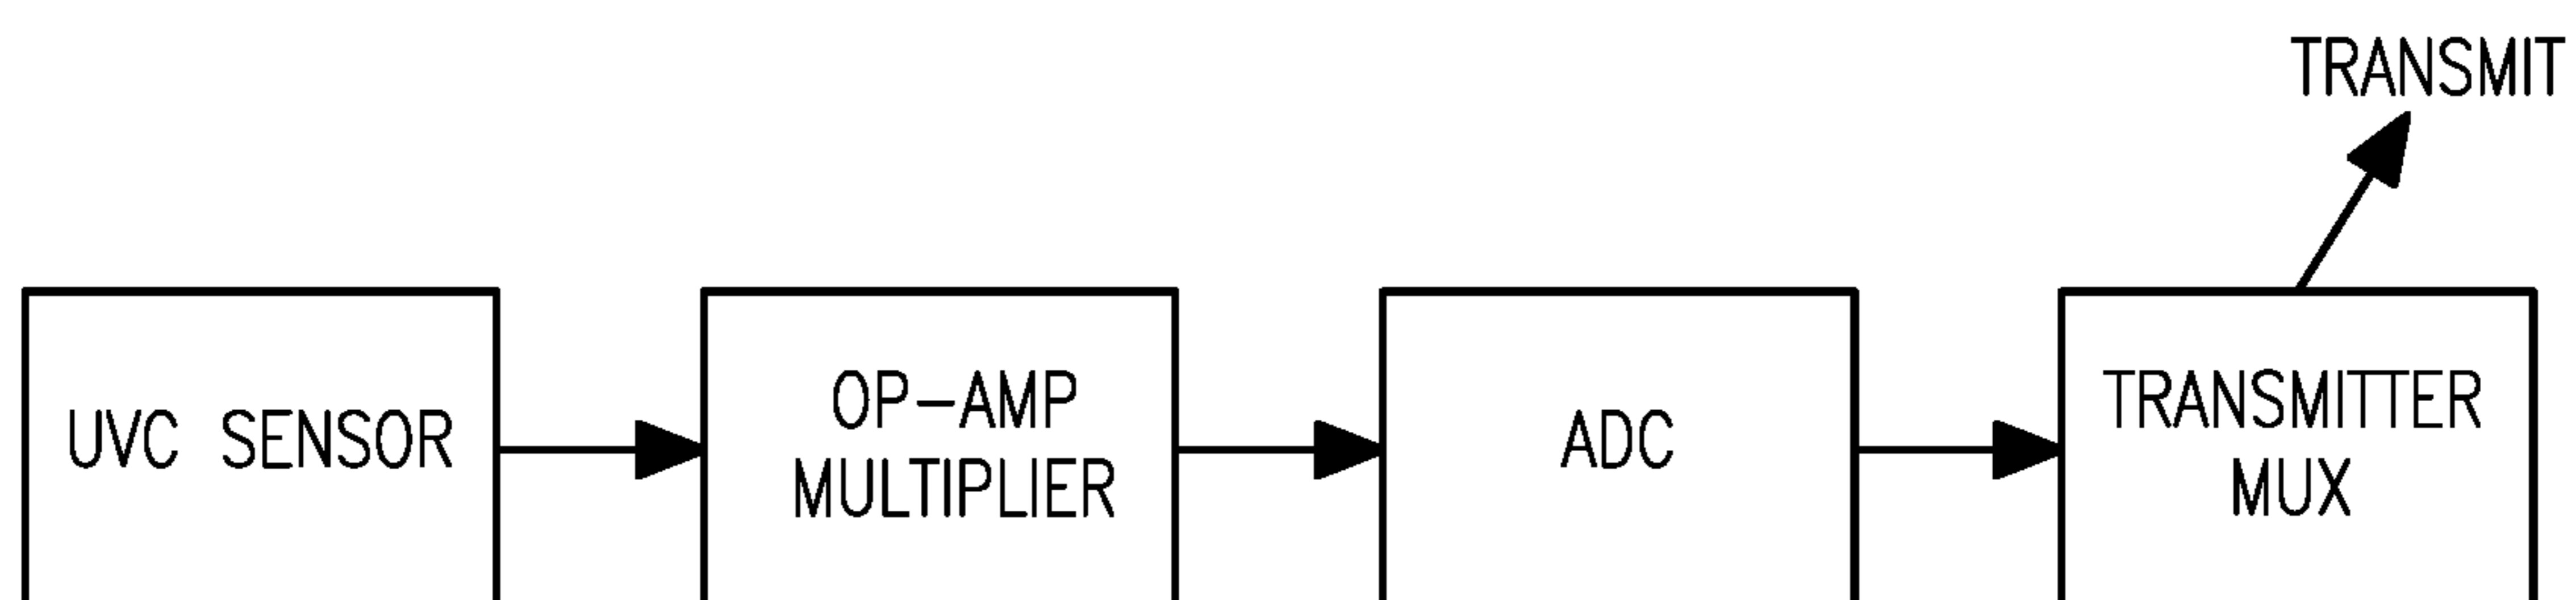 TRANSMIT
UVC SENSOR
OP-AMP
MULTIPLIER
ADC
TRANSMITTER
MUX